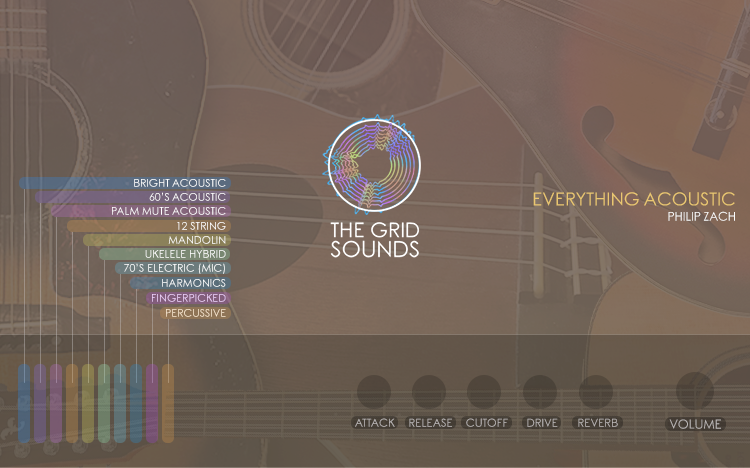 BRIGHT ACOUSTIC
60'S ACOUSTIC
PALM MUTE ACOUSTIC
12 STRING
MANDOLIN
UKELELE HYBRID
70'S ELECTRIC (MIC)
HARMONICS
FINGERPICKED
PERCUSSIVE
THE GRID
SOUNDS
EVERYTHING ACOUSTIC
PHILIP ZACH
ATTACK RELEASE CUTOFF DRIVE REVERB VOLUME